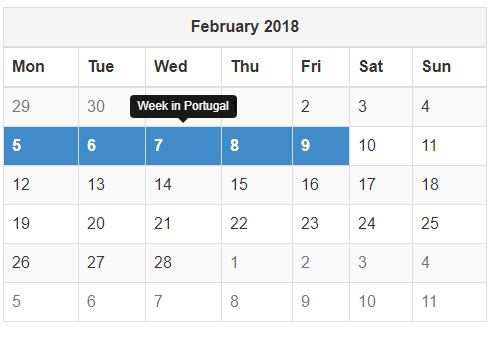 February 2018
Mon Tue Wed Thu Fri Sat Sun
29 30 2 3 4
Week in Portugal
5 6 7 8 9 10 11
12 13 14 15 16 17 18
19 20 21 22 23 24 25
26 27 28 1 2 3 4
5 6 7 8 9 10 11